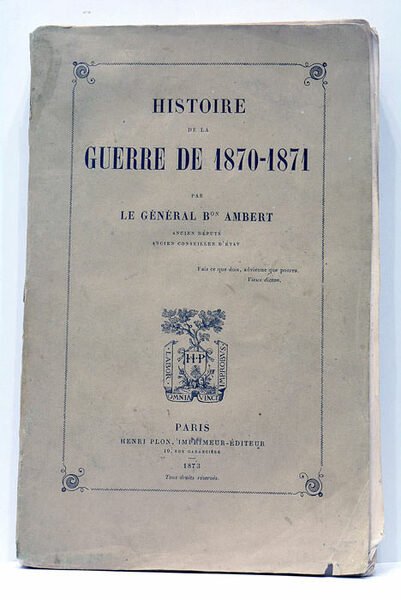 HISTOIRE
DE LA
GUERRE DE 1870-1871
PAR
LE GÉNÉRAL Bon AMBERT
ANCIEN DÉPUTÉ
ANCIEN CONSEILLER D'ÉTAT
Fais ce que dois, advienne que pourra.
Vieux dicton.
LABOR
IMPROBUS
HP
OMNIA VINCIT
PARIS
HENRI PLON, IMPRIMEUR-ÉDITEUR
10, RUE GARANCIÈRE
1873
Tous droits réservés.